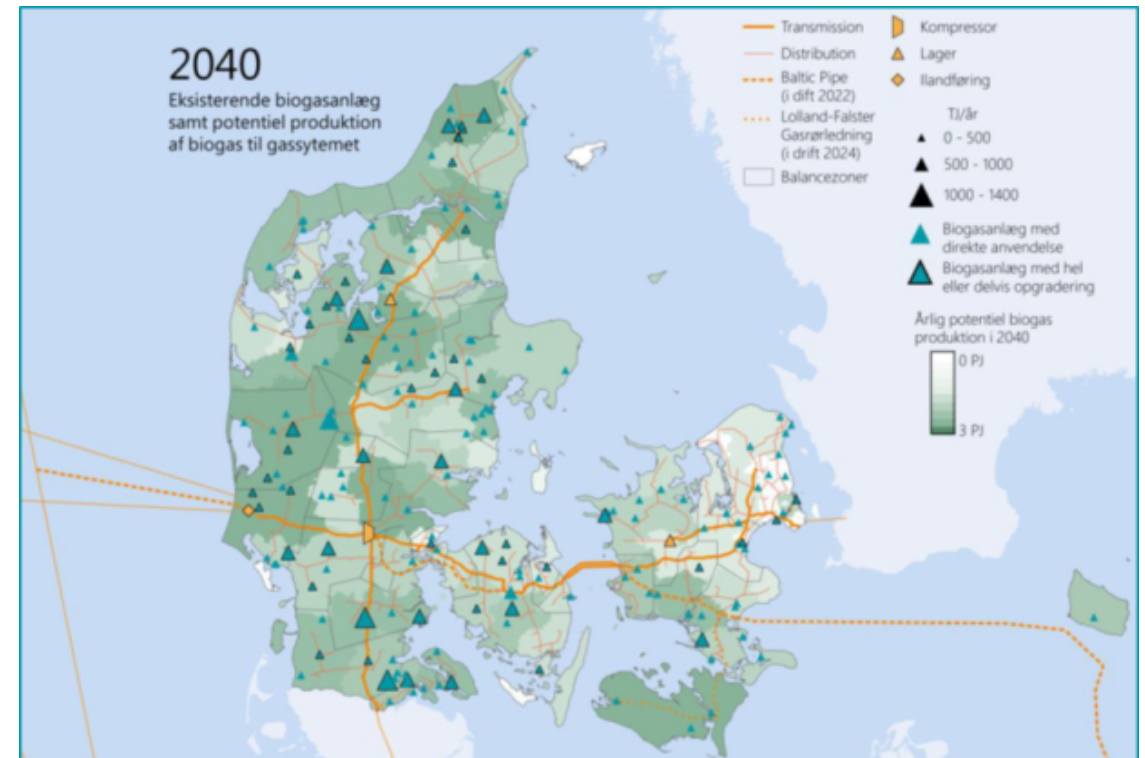 2040
Eksisterende biogasanlæg
samt potentiel produktion
af biogas til gassytemet
Transmission
Distribution
Baltic Pipe
(i dift 2022)
Lolland-Falster
Gasrørledning
(i drift 2024)
Balancezoner
Kompressor
Lager
Ilandføring
TJ/år
0 - 500
500 - 1000
1000 - 1400
Biogasanlæg med
direkte anvendelse
Biogasanlæg med hel
eller delvis opgradering
Årlig potentiel biogas
produktion i 2040
0 PJ
3 PJ